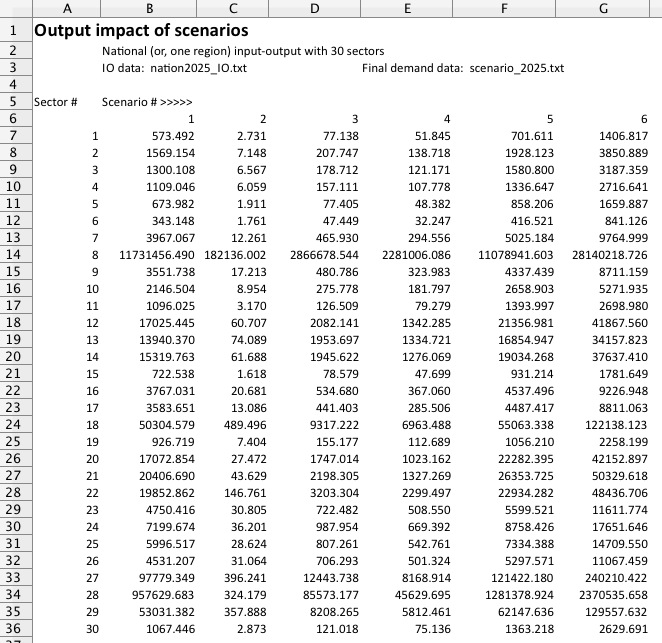 A B C D E F G
1 Output impact of scenarios
2 National (or, one region) input-output with 30 sectors
3 IO data: nation2025_IO.txt Final demand data: scenario_2025.txt
4
5 Sector # Scenario # >>>>>
6 1 2 3 4 5 6
7 1 573.492 2.731 77.138 51.845 701.611 1406.817
8 2 1569.154 7.148 207.747 138.718 1928.123 3850.889
9 3 1300.108 6.567 178.712 121.171 1580.800 3187.359
10 4 1109.046 6.059 157.111 107.778 1336.647 2716.641
11 5 673.982 1.911 77.405 48.382 858.206 1659.887
12 6 343.148 1.761 47.449 32.247 416.521 841.126
13 7 3967.067 12.261 465.930 294.556 5025.184 9764.999
14 8 11731456.490 182136.002 2866678.544 2281006.086 11078941.603 28140218.726
15 9 3551.738 17.213 480.786 323.983 4337.439 8711.159
16 10 2146.504 8.954 275.778 181.797 2658.903 5271.935
17 11 1096.025 3.170 126.509 79.279 1393.997 2698.980
18 12 17025.445 60.707 2082.141 1342.285 21356.981 41867.560
19 13 13940.370 74.089 1953.697 1334.721 16854.947 34157.823
20 14 15319.763 61.688 1945.622 1276.069 19034.268 37637.410
21 15 722.538 1.618 78.579 47.699 931.214 1781.649
22 16 3767.031 20.681 534.680 367.060 4537.496 9226.948
23 17 3583.651 13.086 441.403 285.506 4487.417 8811.063
24 18 50304.579 489.496 9317.222 6963.488 55063.338 122138.123
25 19 926.719 7.404 155.177 112.689 1056.210 2258.199
26 20 17072.854 27.472 1747.014 1023.162 22282.395 42152.897
27 21 20406.690 43.629 2198.305 1327.269 26353.725 50329.618
28 22 19852.862 146.761 3203.304 2299.497 22934.282 48436.706
29 23 4750.416 30.805 722.482 508.550 5599.521 11611.774
30 24 7199.674 36.201 987.954 669.392 8758.426 17651.646
31 25 5996.517 28.624 807.261 542.761 7334.388 14709.550
32 26 4531.207 31.064 706.293 501.324 5297.571 11067.459
33 27 97779.349 396.241 12443.738 8168.914 121422.180 240210.422
34 28 957629.683 324.179 85573.177 45629.695 1281378.924 2370535.658
35 29 53031.382 357.888 8208.265 5812.461 62147.636 129557.632
36 30 1067.446 2.873 121.018 75.136 1363.218 2629.691